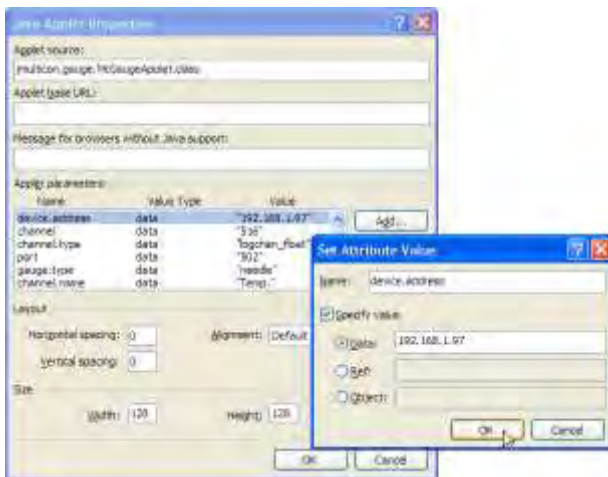 Java Applet Properties
Applet source:
multicon.gauge.McGaugeApplet.class
Applet base URL:
Message for browsers without Java support:
Applet parameters:
Name Value Type Value
device.address data "192.168.1.97"
channel data "516"
channel.type data "logchan_float"
port data "502"
gauge.type data "needle"
channel.name data "Temp."
Add...
Layout
Horizontal spacing: 0 Alignment: Default
Vertical spacing: 0
Size
Width: 128 Height: 128
OK Cancel
Set Attribute Value
Name: device.address
Specify value
Data: 192.168.1.97
Ref:
Object:
OK Cancel